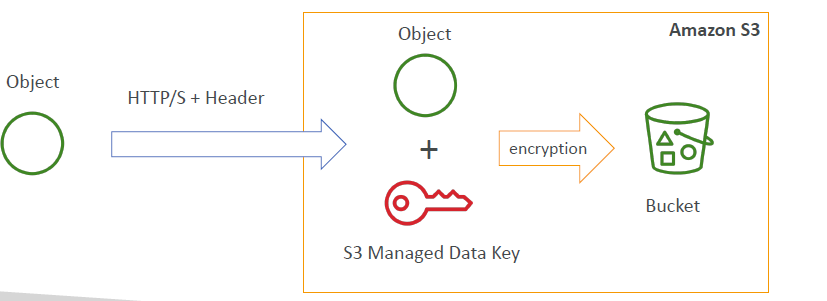 Object
HTTP/S + Header
Amazon S3
Object
+
S3 Managed Data Key
encryption
Bucket